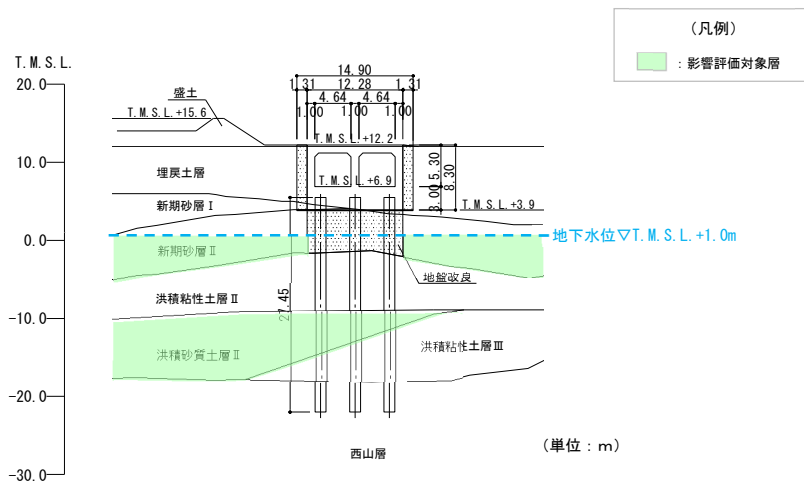 (凡例)
:影響評価対象層
T.M.S.L.
20.0
10.0
0.0
-10.0
-20.0
-30.0
14.90
1.31 12.28 1.31
4.64 4.64
1.00 1.00 1.00
盛土
T.M.S.L.+15.6
T.M.S.L.+12.2
埋戻土層
T.M.S.L.+6.9
5.30
3.00
8.30
新期砂層Ⅰ
T.M.S.L.+3.9
地下水位▽T.M.S.L.+1.0m
新期砂層Ⅱ
地盤改良
洪積粘性土層Ⅱ
27.45
洪積砂質土層Ⅱ
洪積粘性土層Ⅲ
西山層
(単位:m)